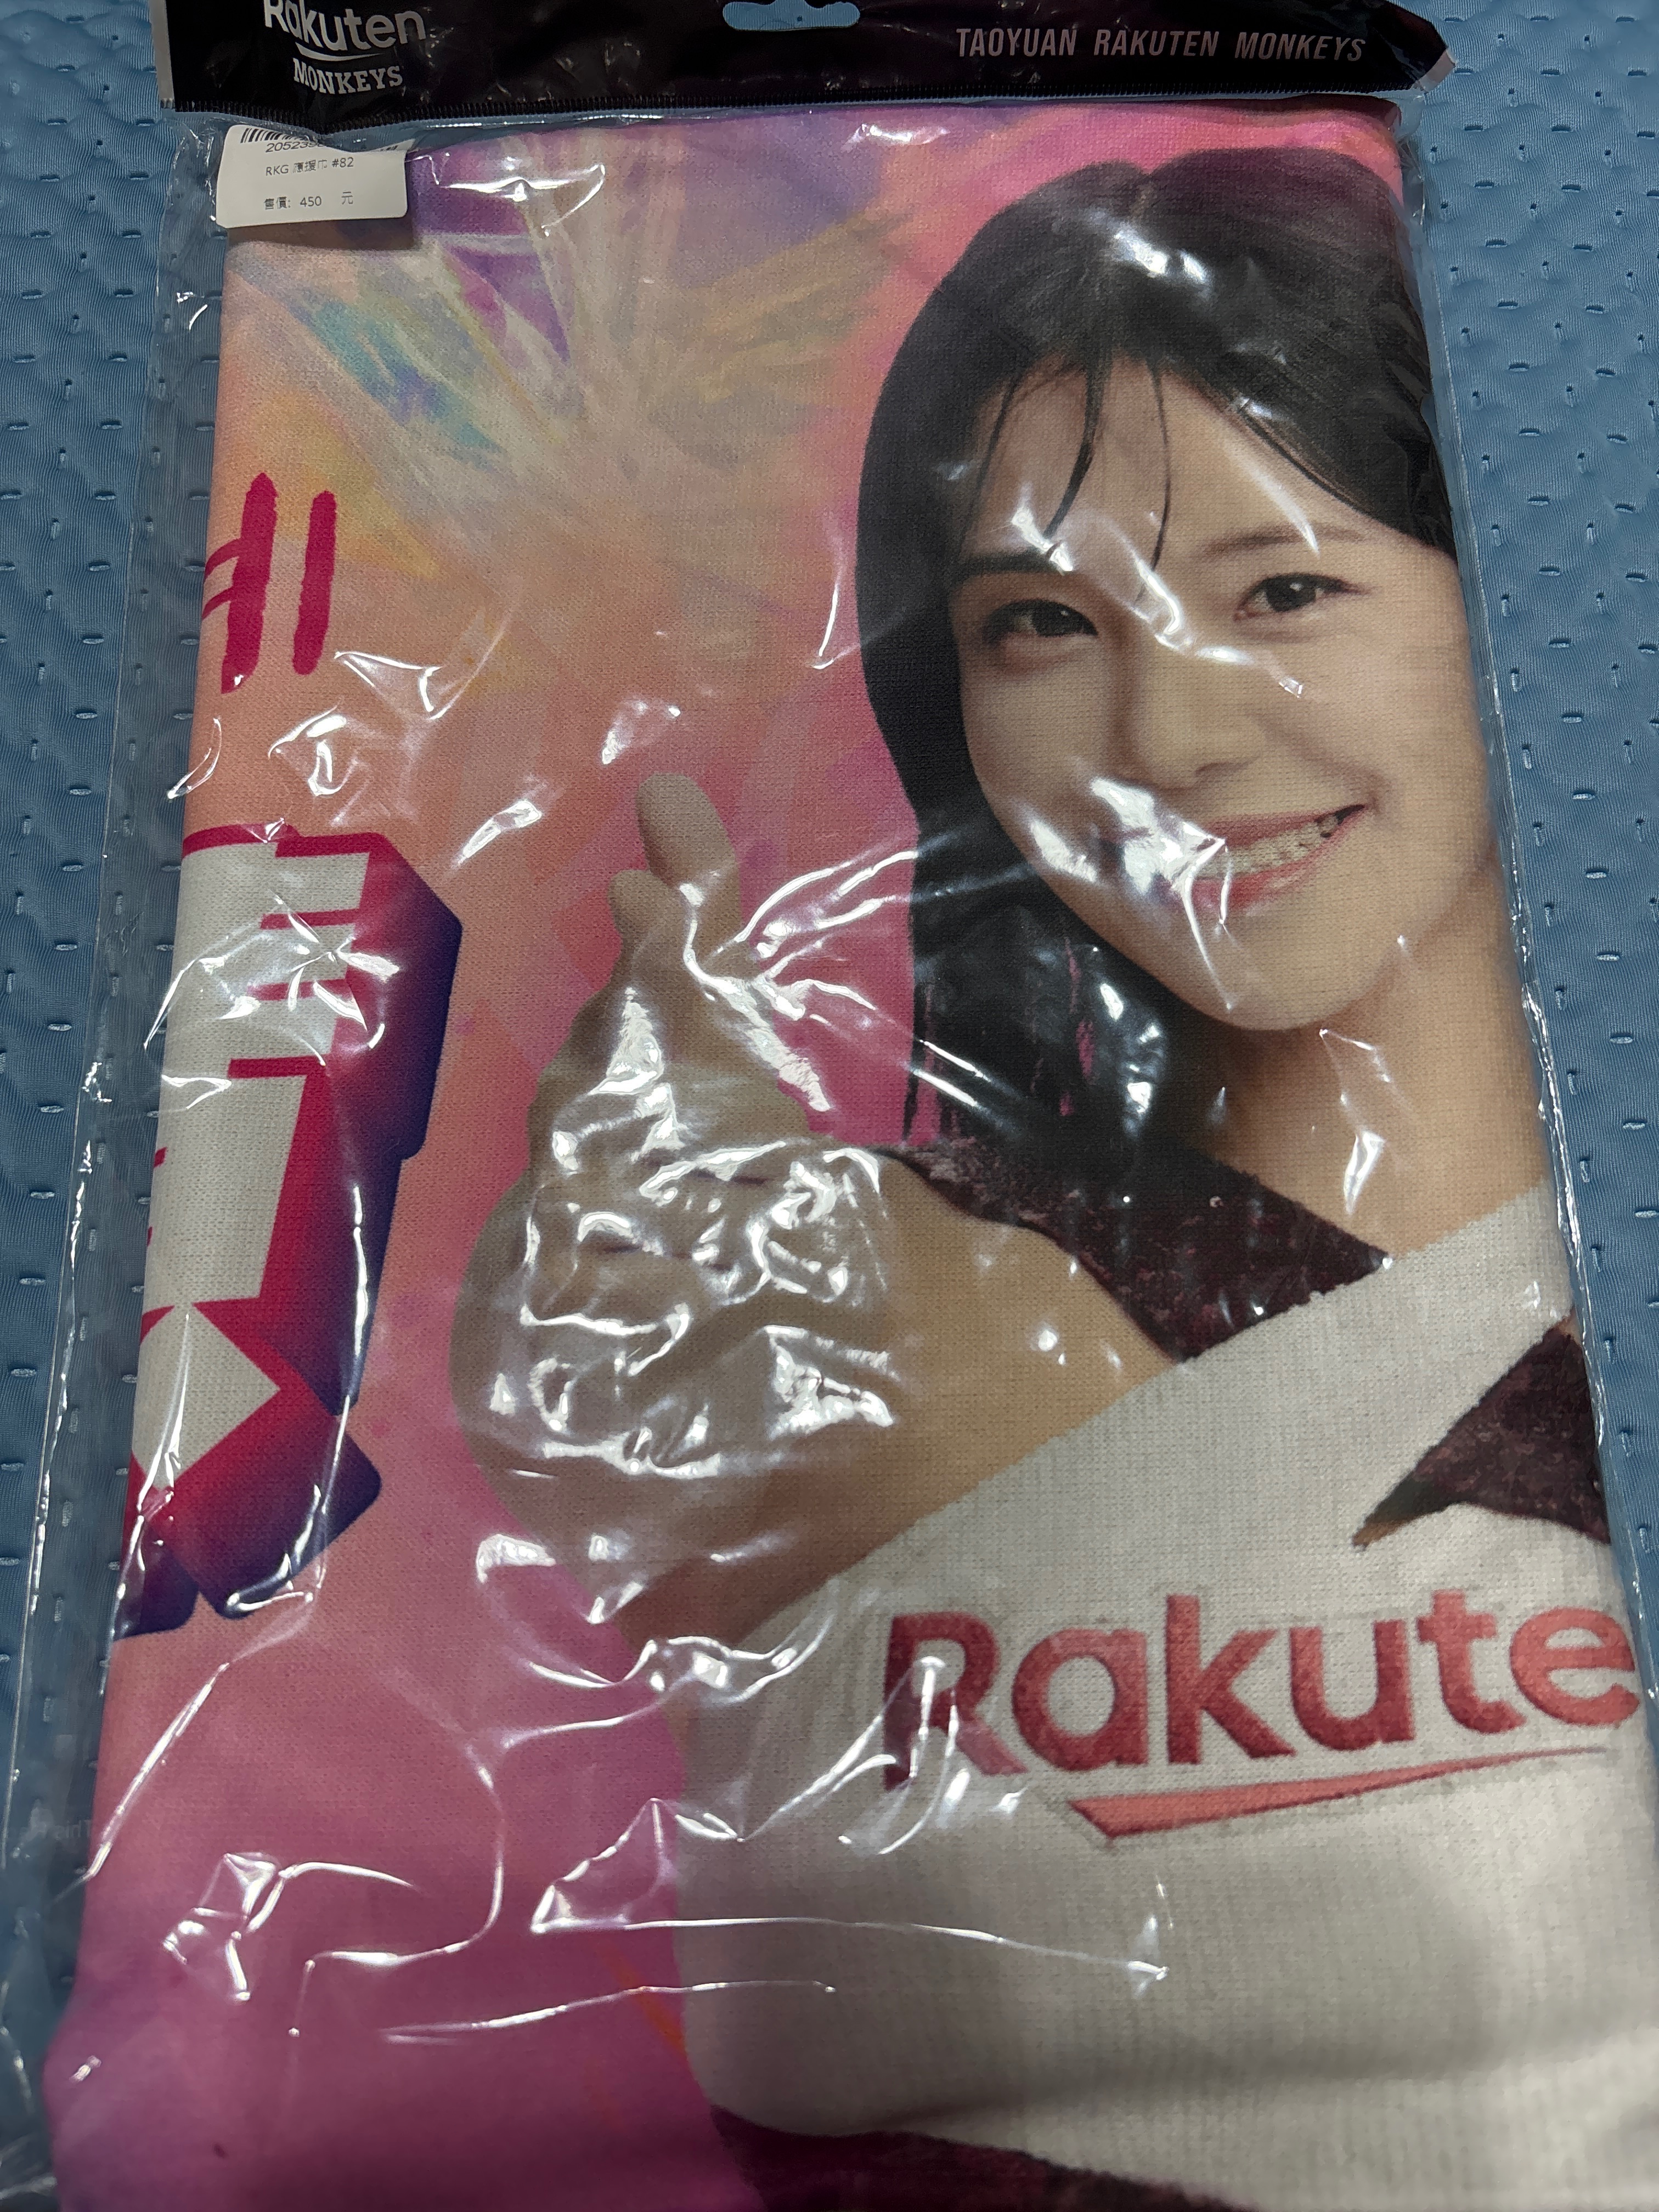 Rakuten
MONKEYS
TAOYUAN RAKUTEN MONKEYS
RKG 應援巾 #82
售價: 450 元
Rakute